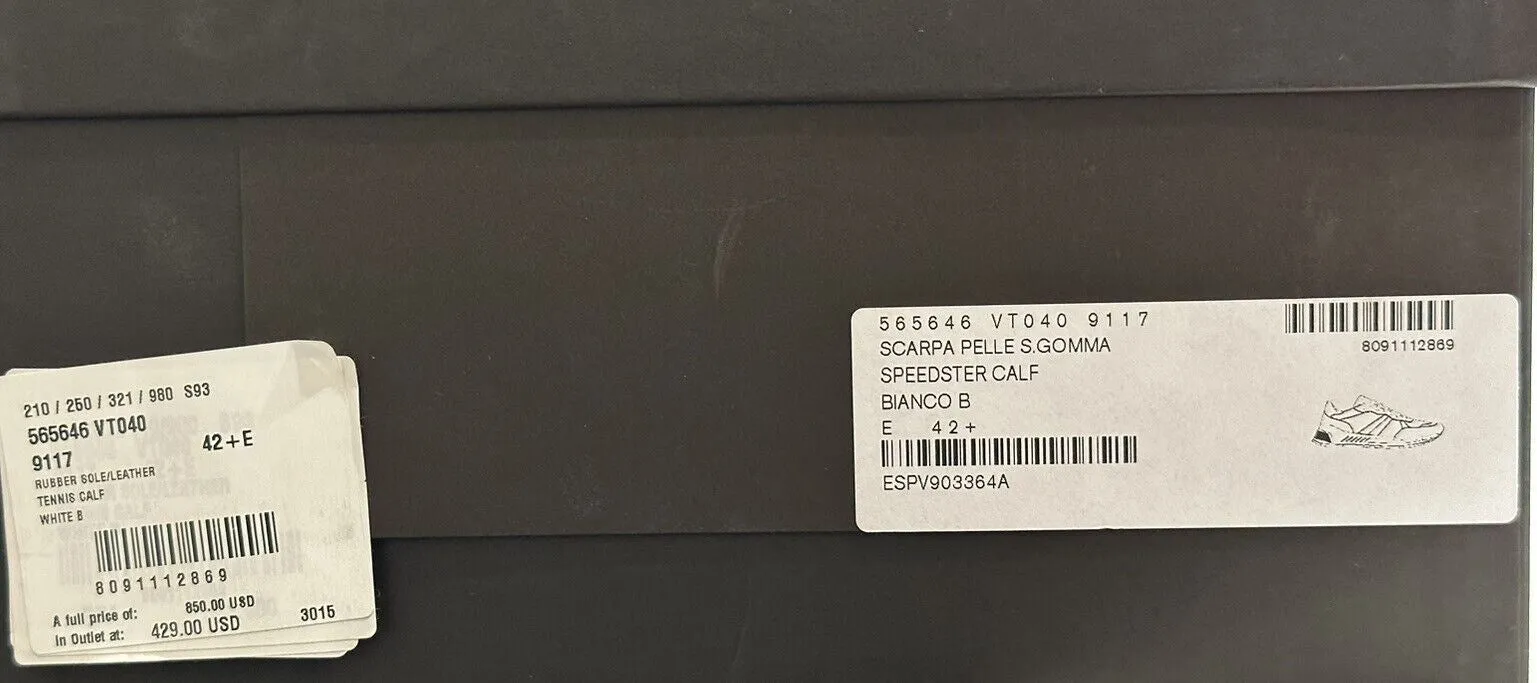 210 / 250 / 321 / 980 S93
565646 VT040
42+E
9117
RUBBER SOLE/LEATHER
TENNIS CALF
WHITE B
8091112869
A full price of: 850.00 USD
In Outlet at: 429.00 USD 3015
565646 VT040 9117
SCARPA PELLE S.GOMMA
SPEEDSTER CALF
BIANCO B
E 42+
ESPV903364A
8091112869